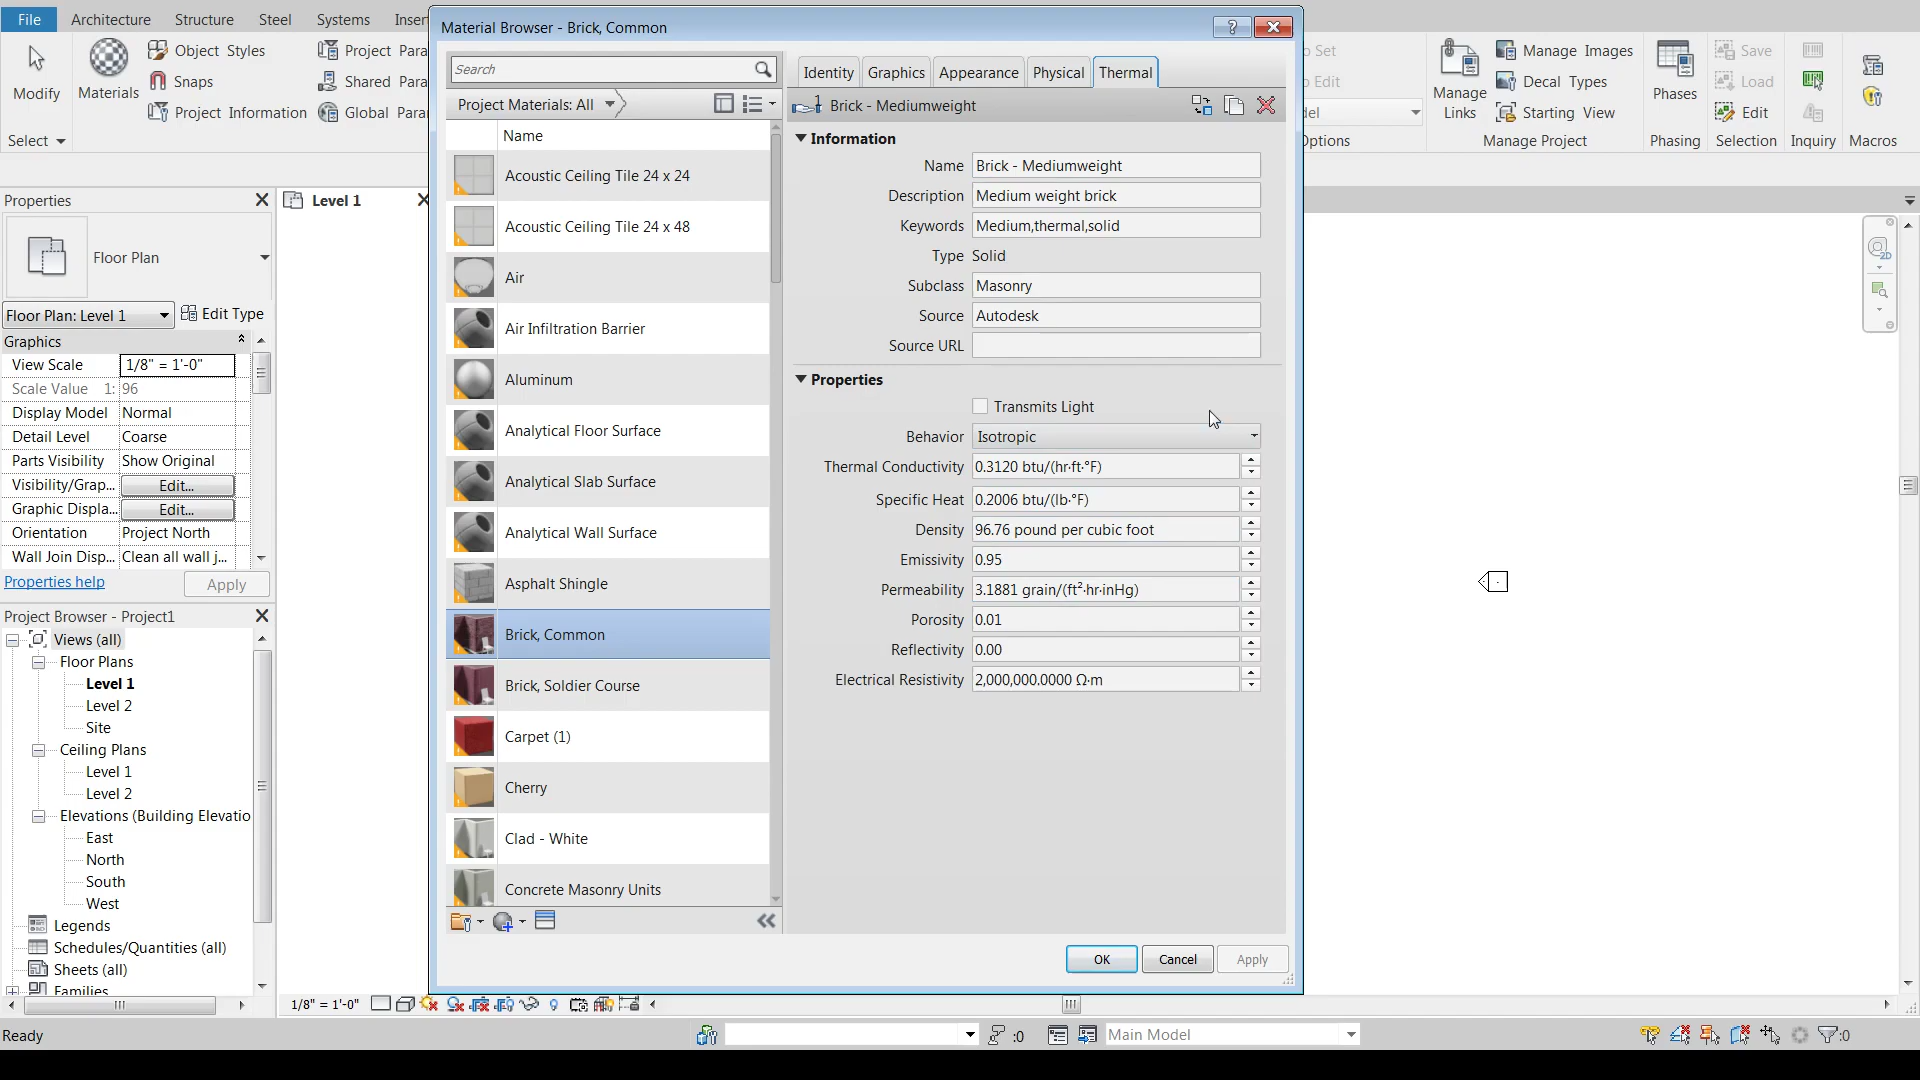 File
Architecture
Structure
Steel
Systems
Inser
Modify
Materials
Object Styles
Snaps
Project Information
Project Para
Shared Para
Global Para
Select
Material Browser - Brick, Common
?
Search
Project Materials: All
Name
Acoustic Ceiling Tile 24 x 24
Acoustic Ceiling Tile 24 x 48
Air
Air Infiltration Barrier
Aluminum
Analytical Floor Surface
Analytical Slab Surface
Analytical Wall Surface
Asphalt Shingle
Brick, Common
Brick, Soldier Course
Carpet (1)
Cherry
Clad - White
Concrete Masonry Units
Identity
Graphics
Appearance
Physical
Thermal
1
Brick - Mediumweight
Information
Name Brick - Mediumweight
Description Medium weight brick
Keywords Medium,thermal,solid
Type Solid
Subclass Masonry
Source Autodesk
Source URL
Properties
Transmits Light
Behavior Isotropic
Thermal Conductivity 0.3120 btu/(hr·ft·°F)
Specific Heat 0.2006 btu/(lb·°F)
Density 96.76 pound per cubic foot
Emissivity 0.95
Permeability 3.1881 grain/(ft²·hr·inHg)
Porosity 0.01
Reflectivity 0.00
Electrical Resistivity 2,000,000.0000 Ω·m
OK
Cancel
Apply
o Set
o Edit
del
Options
Manage
Links
Manage Images
Decal Types
Starting View
Manage Project
Phases
Phasing
Save
Load
Edit
Selection
Inquiry
Macros
2D
Properties
Floor Plan
Floor Plan: Level 1
Edit Type
Graphics
View Scale 1/8" = 1'-0"
Scale Value 1: 96
Display Model Normal
Detail Level Coarse
Parts Visibility Show Original
Visibility/Grap... Edit...
Graphic Displa... Edit...
Orientation Project North
Wall Join Disp... Clean all wall j...
Properties help
Apply
Project Browser - Project1
Views (all)
Floor Plans
Level 1
Level 2
Site
Ceiling Plans
Level 1
Level 2
Elevations (Building Elevatio
East
North
South
West
Legends
Schedules/Quantities (all)
Sheets (all)
Families
Level 1
1/8" = 1'-0"
Ready
:0
Main Model
:0